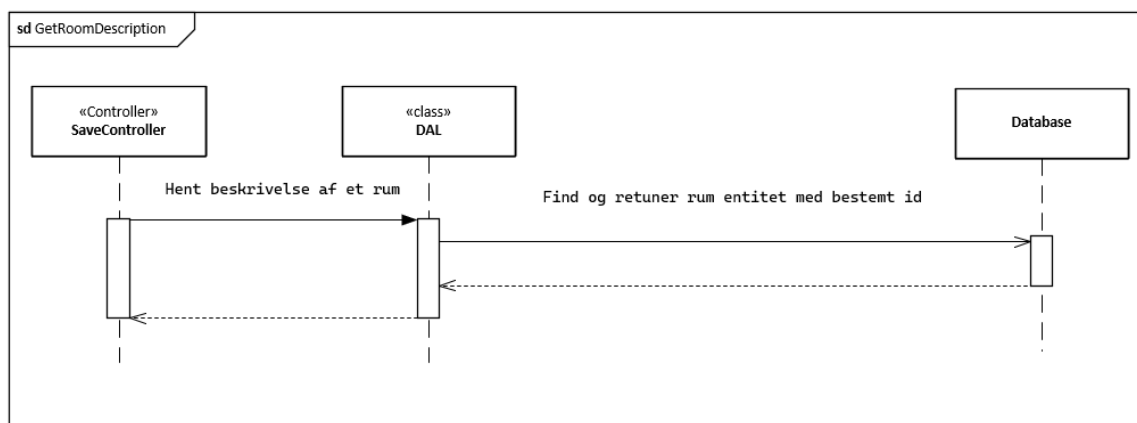 sd GetRoomDescription
«Controller»
SaveController
«class»
DAL
Database
Hent beskrivelse af et rum
Find og retuner rum entitet med bestemt id